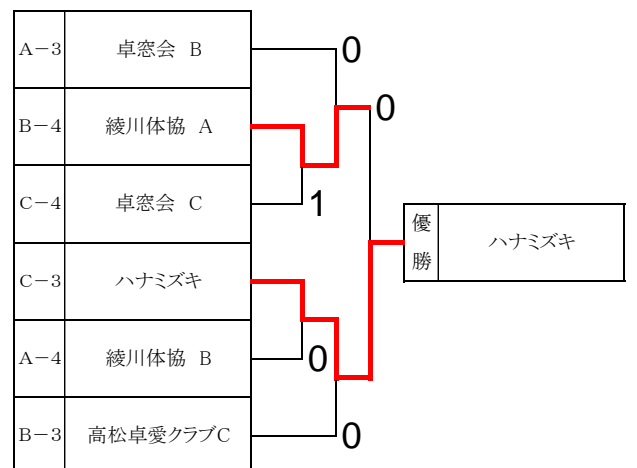 A－3 卓窓会 B 0
B－4 綾川体協 A 0
C－4 卓窓会 C 1
優勝 ハナミズキ
C－3 ハナミズキ
A－4 綾川体協 B 0
B－3 高松卓愛クラブC 0